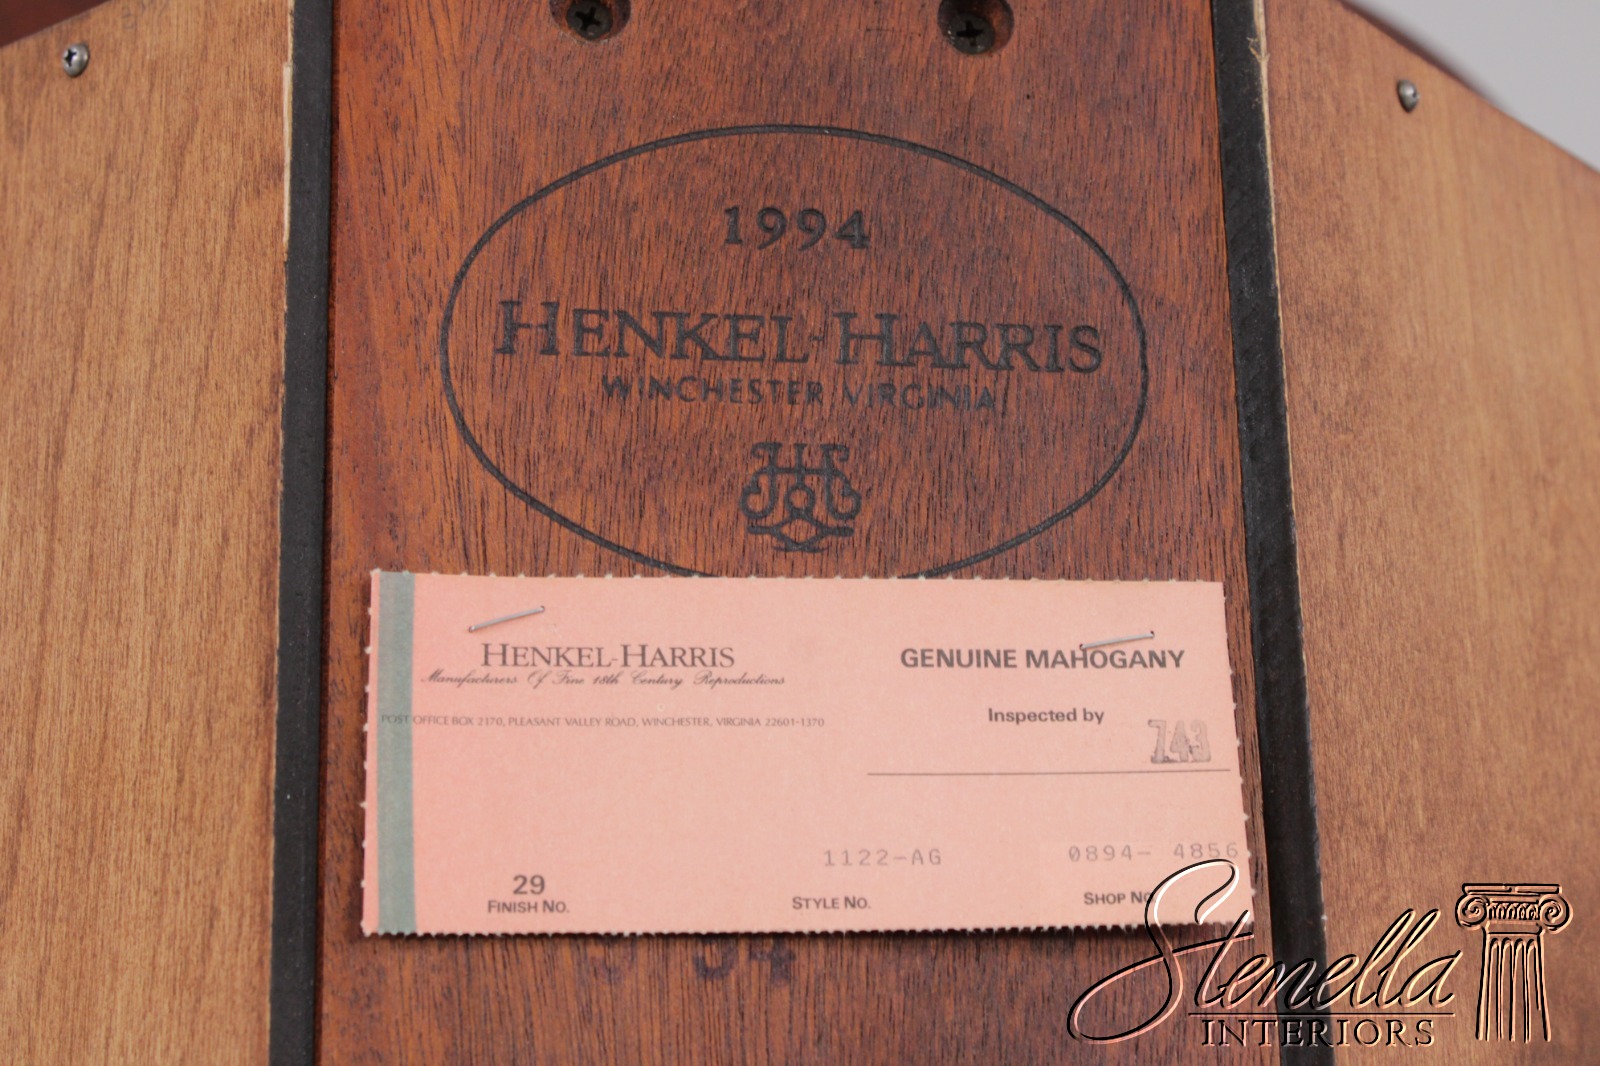 1994
HENKEL-HARRIS
WINCHESTER VIRGINIA
HENKEL-HARRIS
Manufacturers Of Fine 18th Century Reproductions
POST OFFICE BOX 2170, PLEASANT VALLEY ROAD, WINCHESTER, VIRGINIA 22601-1370
GENUINE MAHOGANY
Inspected by
743
29
FINISH NO.
1122-AG
STYLE NO.
0894- 4856
SHOP NO.
94
Stenella
INTERIORS